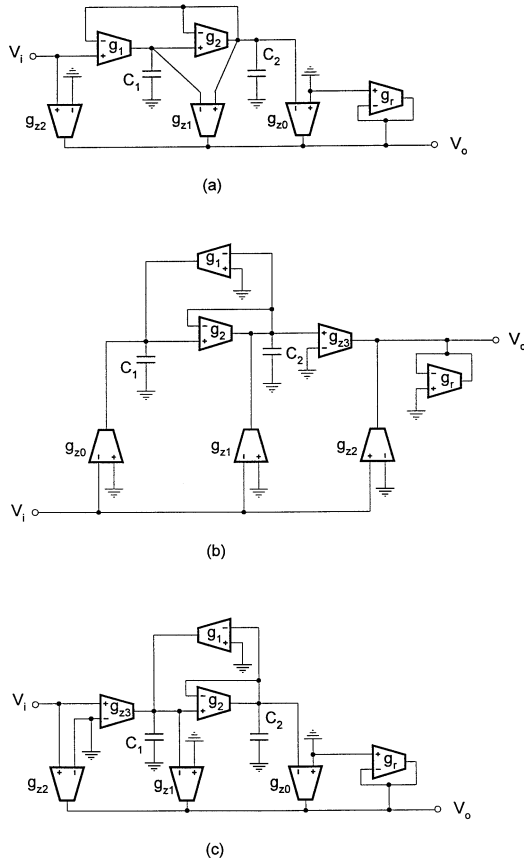 Vi g1 g2 C1 C2
gz2 gz1 gz0 gr
Vo
(a)
g1
g2 gz3 Vo
C1 C2 gr
gz0 gz1 gz2
Vi
(b)
g1
Vi gz3 g2
C1 C2
gz2 gz1 gz0 gr
Vo
(c)